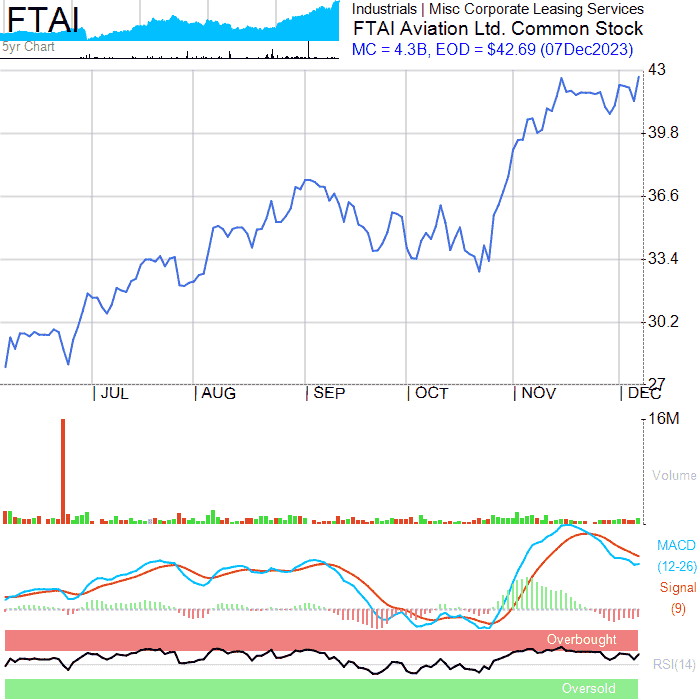 FTAI
5yr Chart
Industrials | Misc Corporate Leasing Services
FTAI Aviation Ltd. Common Stock
MC = 4.3B, EOD = $42.69 (07Dec2023)
43
39.8
36.6
33.4
30.2
27
JUL AUG SEP OCT NOV DEC
16M
Volume
MACD
(12-26)
Signal
(9)
Overbought
RSI(14)
Oversold